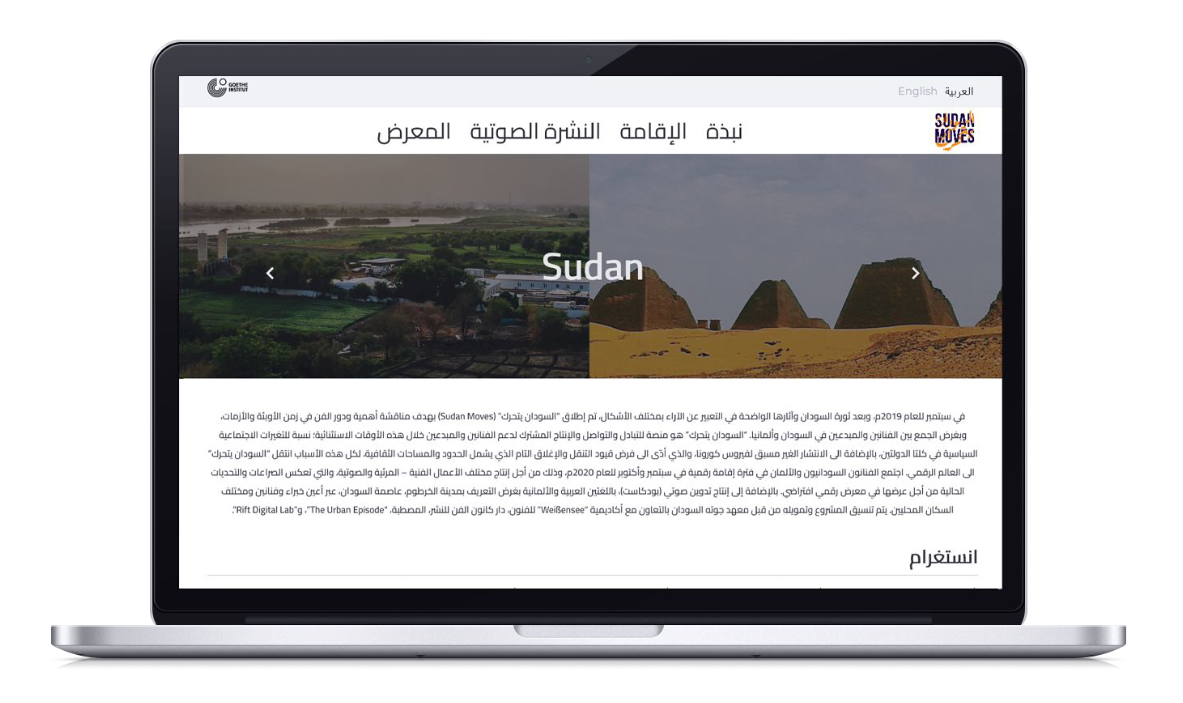 GOETHE
INSTITUT
العربية English
SUDAN
MOVES
نبذة الإقامة النشرة الصوتية المعرض
Sudan
في سبتمبر للعام 2019م، وبعد ثورة السودان وآثارها الواضحة في التعبير عن الآراء بمختلف الأشكال، تم إطلاق "السودان يتحرك" (Sudan Moves) بهدف مناقشة أهمية ودور الفن في زمن الأوبئة والأزمات،
وبغرض الجمع بين الفنانين والمبدعين في السودان وألمانيا. "السودان يتحرك" هو منصة للتبادل والتواصل والإنتاج المشترك لدعم الفنانين والمبدعين خلال هذه الأوقات الاستثنائية؛ نسبة للتغيرات الاجتماعية
السياسية في كلتا الدولتين، بالإضافة الى الانتشار الغير مسبق لفيروس كورونا، والذي أدّى الى فرض قيود التنقل والإغلاق التام الذي يشمل الحدود والمساحات الثقافية. لكل هذه الأسباب انتقل "السودان يتحرك"
الى العالم الرقمي. اجتمع الفنانون السودانيون والألمان في فترة إقامة رقمية في سبتمبر وأكتوبر للعام 2020م، وذلك من أجل إنتاج مختلف الأعمال الفنية – المرئية والصوتية، والتي تعكس الصراعات والتحديات
الحالية من أجل عرضها في معرض رقمي افتراضي. بالإضافة إلى إنتاج تدوين صوتي (بودكاست)، باللغتين العربية والألمانية بغرض التعريف بمدينة الخرطوم، عاصمة السودان، عبر أعين خبراء وفنانين ومختلف
السكان المحليين. يتم تنسيق المشروع وتمويله من قبل معهد جوته السودان بالتعاون مع أكاديمية "Weißensee" للفنون، دار كانون الفن للنشر، المصطبة، "The Urban Episode"، و"Rift Digital Lab".
انستغرام